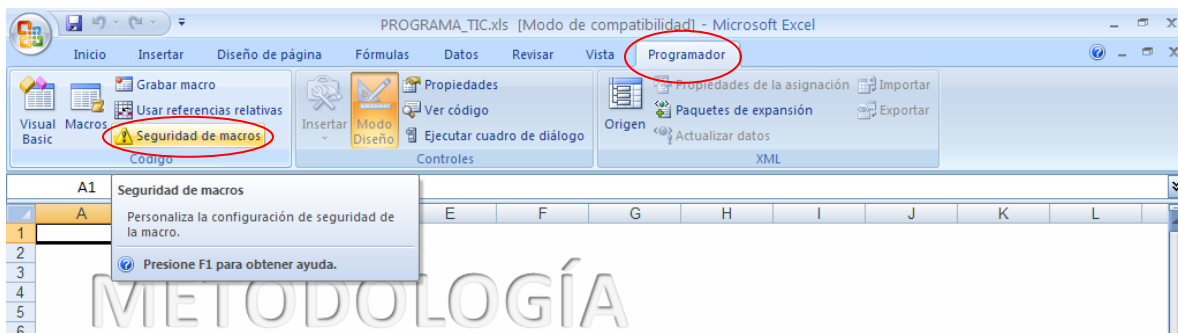 PROGRAMA_TIC.xls [Modo de compatibilidad] - Microsoft Excel
Inicio Insertar Diseño de página Fórmulas Datos Revisar Vista Programador
Visual Basic
Macros
Grabar macro
Usar referencias relativas
Seguridad de macros
Código
Insertar
Modo Diseño
Propiedades
Ver código
Ejecutar cuadro de diálogo
Controles
Origen
Propiedades de la asignación
Paquetes de expansión
Actualizar datos
Importar
Exportar
XML
A1
Seguridad de macros
Personaliza la configuración de seguridad de
la macro.
Presione F1 para obtener ayuda.
A E F G H I J K L
1
2
3
4
5
6
METODOLOGÍA